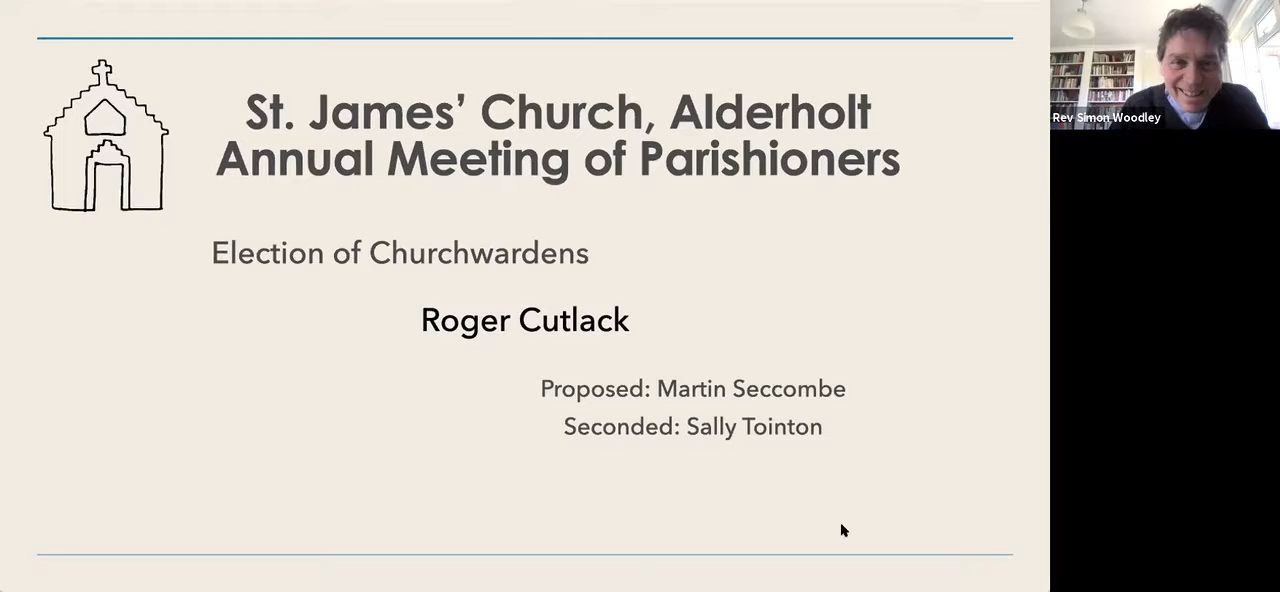 St. James’ Church, Alderholt
Annual Meeting of Parishioners
Election of Churchwardens
Roger Cutlack
Proposed: Martin Seccombe
Seconded: Sally Tointon
Rev Simon Woodley